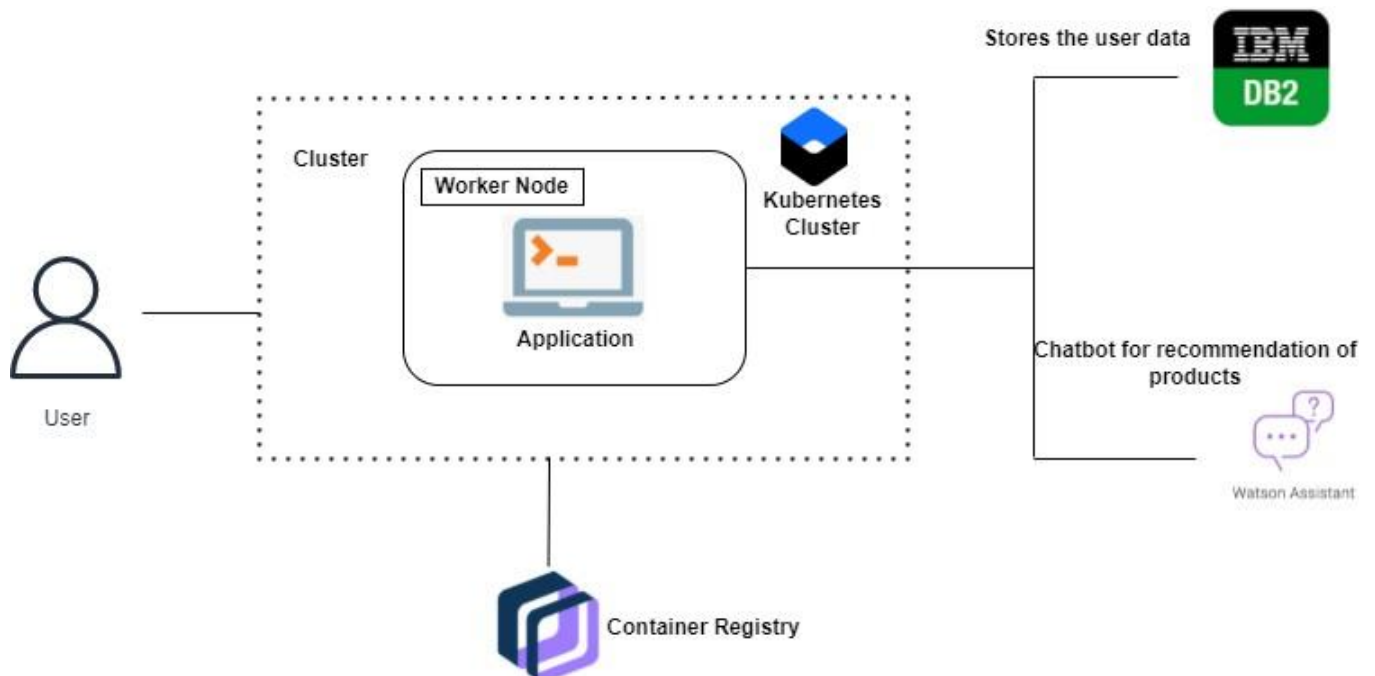 Stores the user data
IBM
DB2
Cluster
Worker Node
Kubernetes
Cluster
Application
User
Chatbot for recommendation of
products
?
Watson Assistant
Container Registry